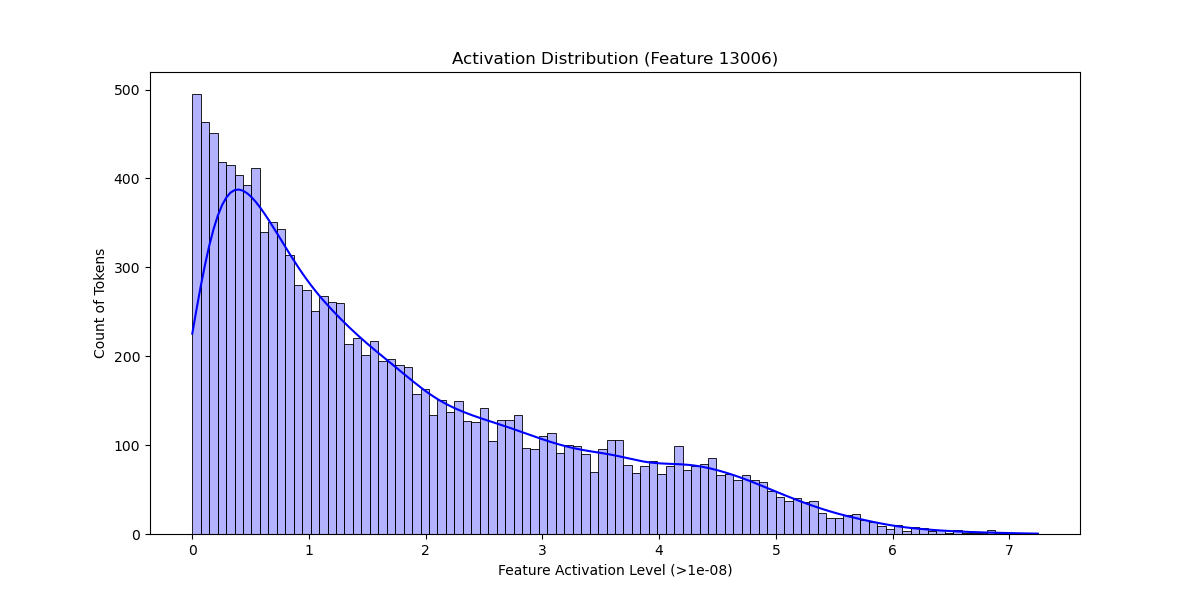 Activation Distribution (Feature 13006)
500
400
300
200
100
0
Count of Tokens
0 1 2 3 4 5 6 7
Feature Activation Level (>1e-08)